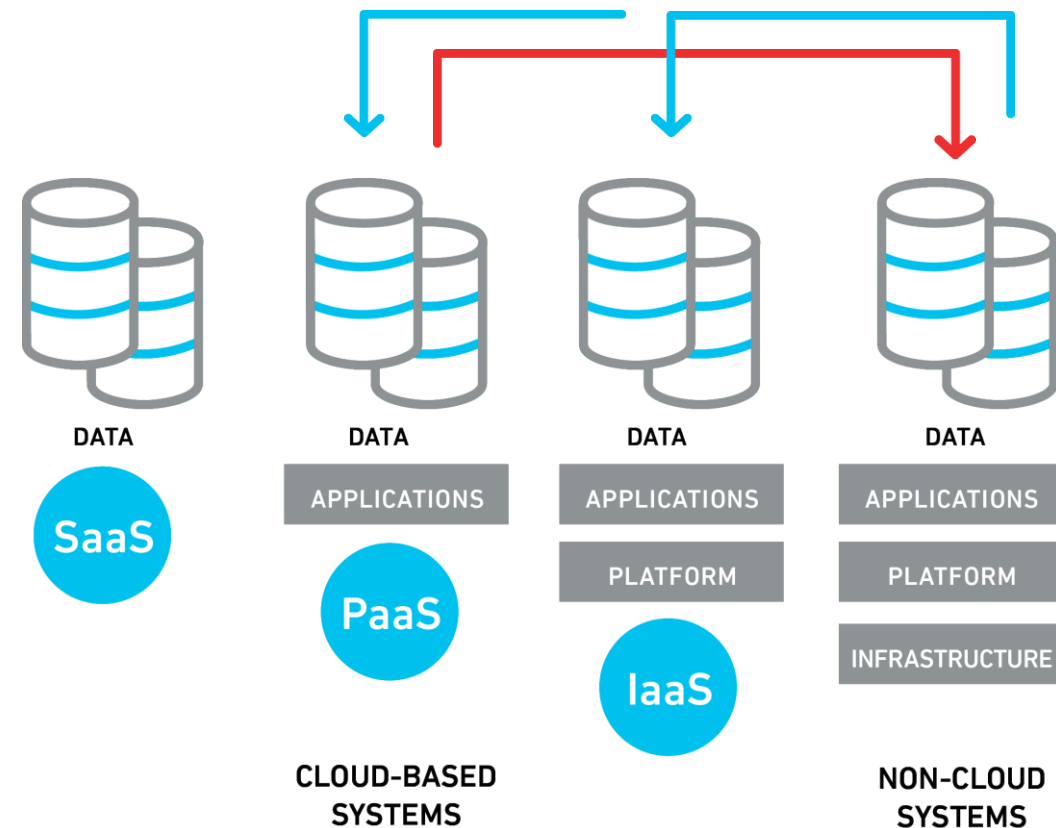 DATA
SaaS
DATA
APPLICATIONS
PaaS
CLOUD-BASED
SYSTEMS
DATA
APPLICATIONS
PLATFORM
IaaS
DATA
APPLICATIONS
PLATFORM
INFRASTRUCTURE
NON-CLOUD
SYSTEMS